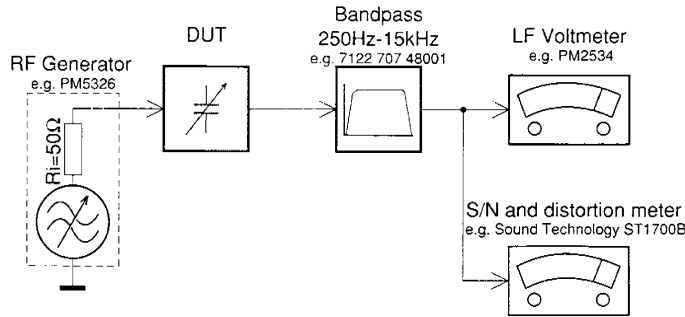 RF Generator
e.g. PM5326
Ri=50Ω
DUT
Bandpass
250Hz-15kHz
e.g. 7122 707 48001
LF Voltmeter
e.g. PM2534
S/N and distortion meter
e.g. Sound Technology ST1700B